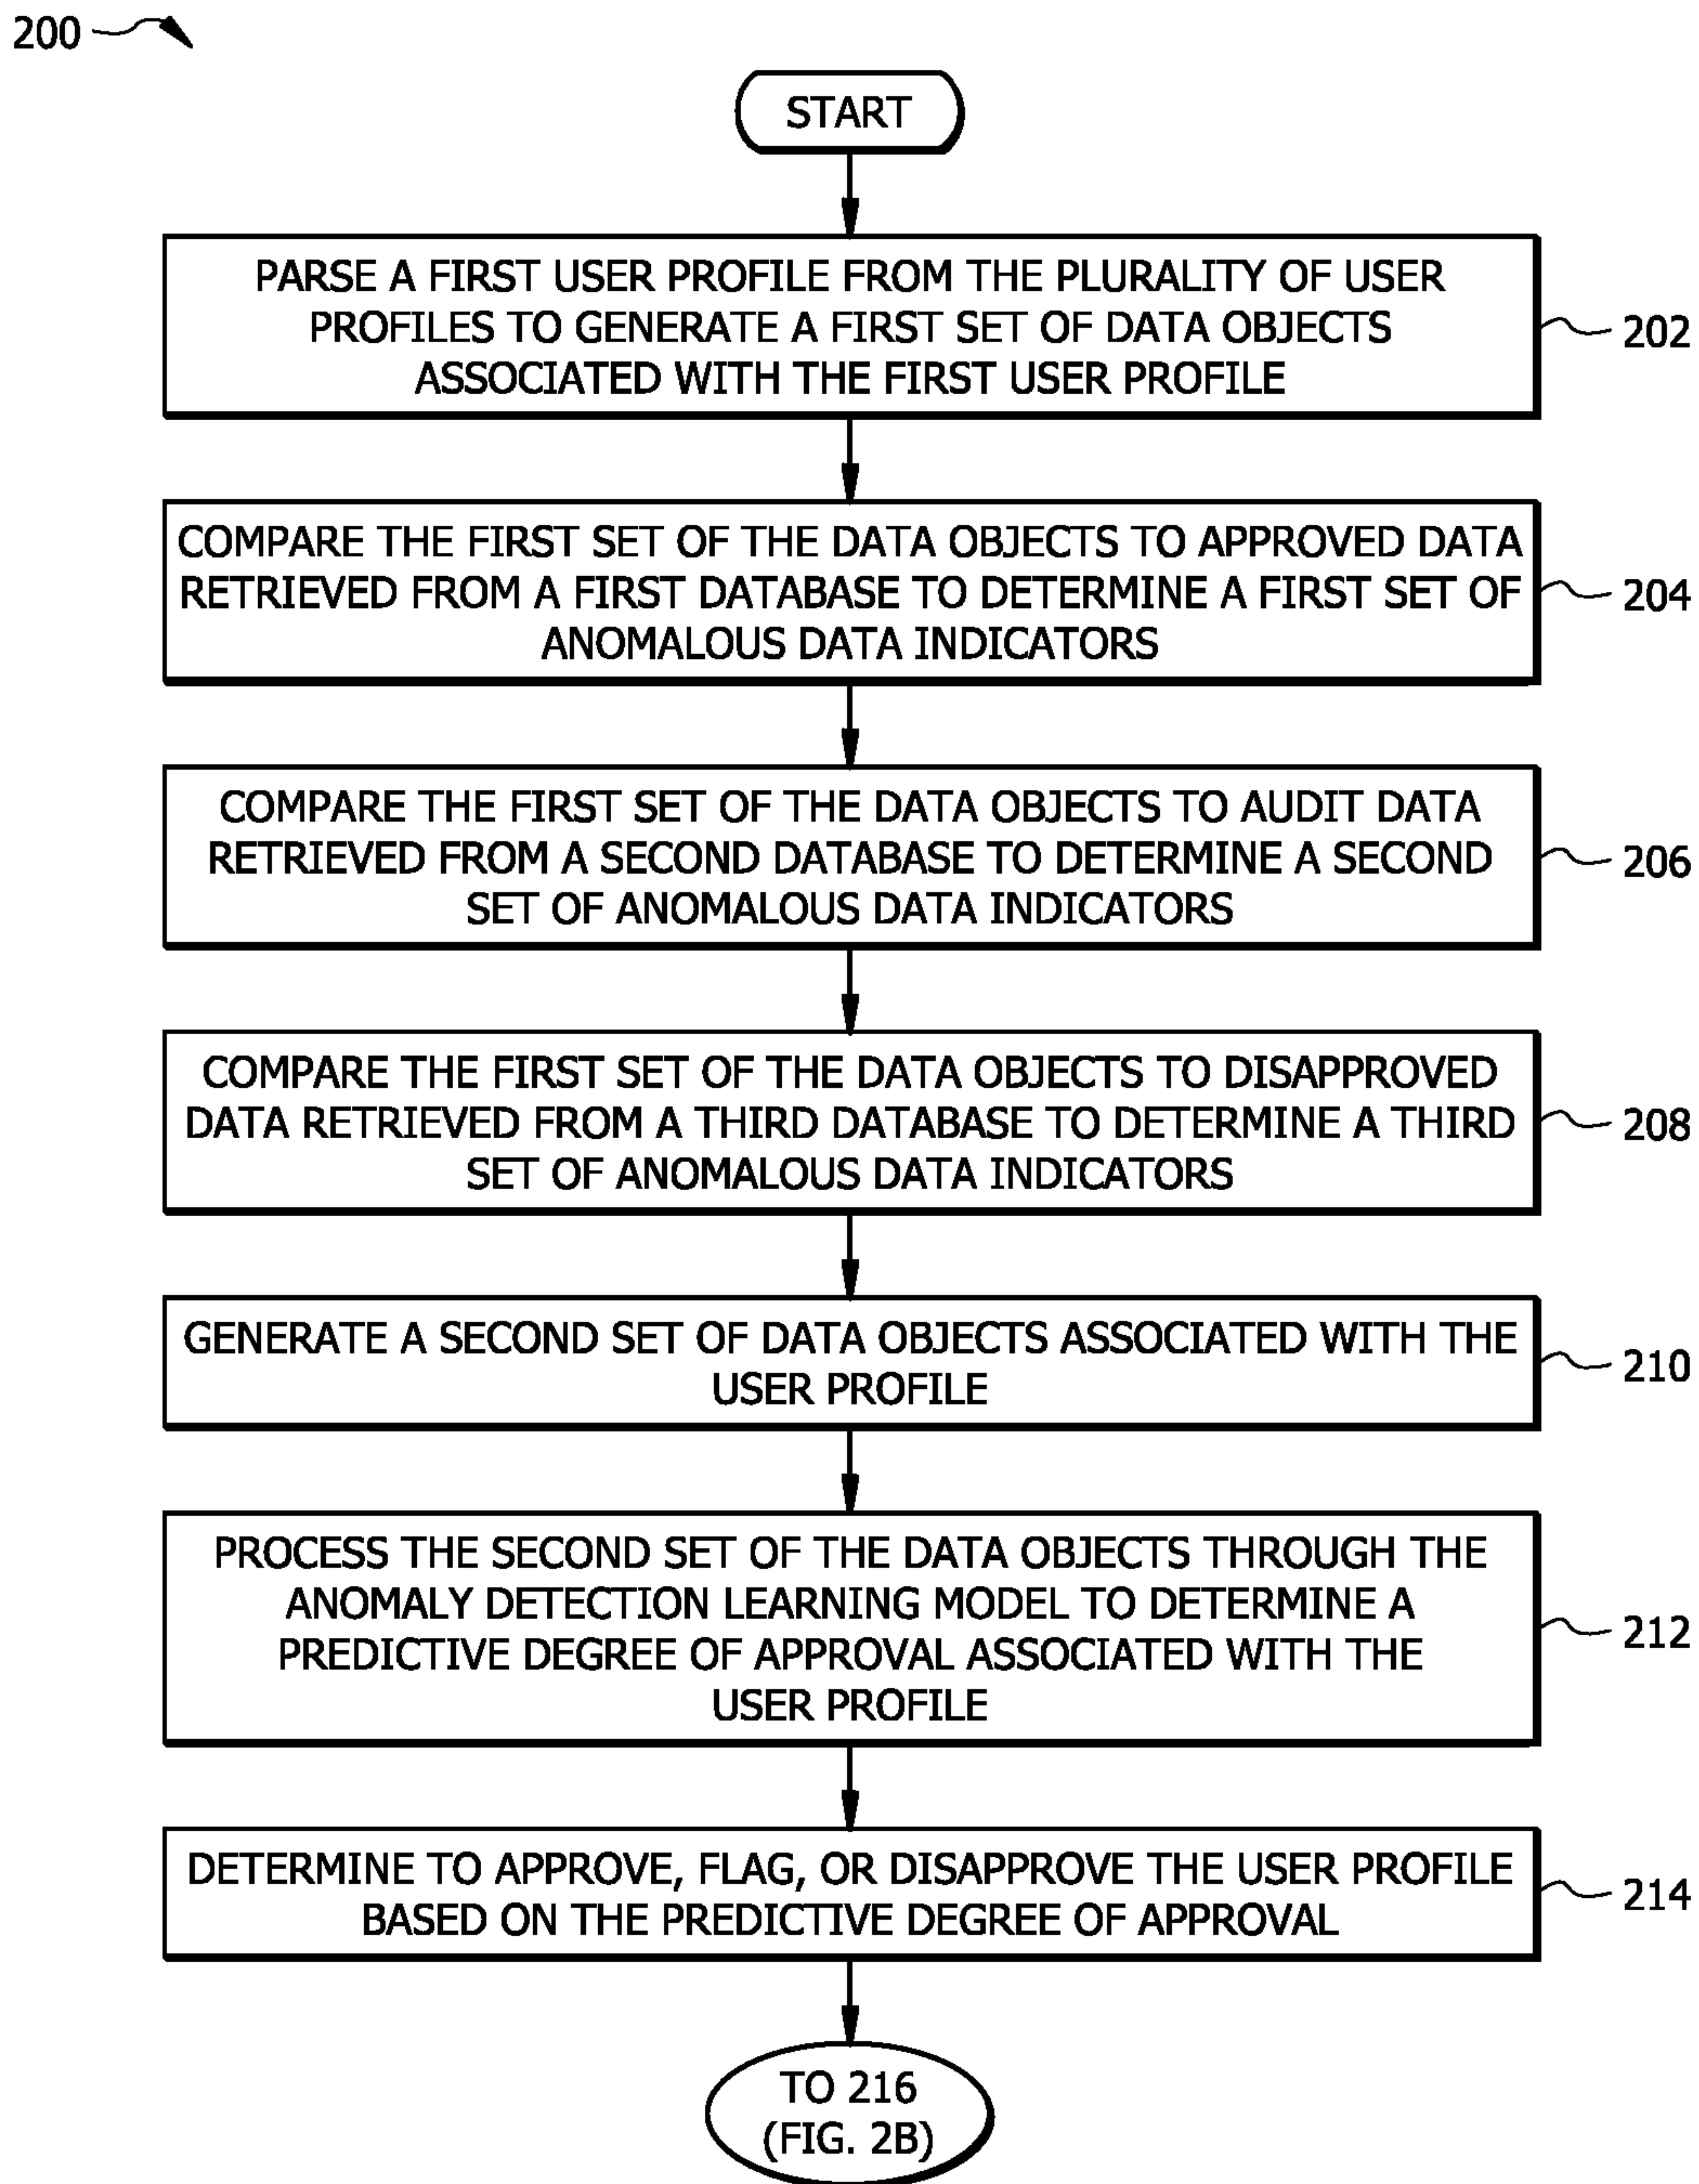 200
START
PARSE A FIRST USER PROFILE FROM THE PLURALITY OF USER
PROFILES TO GENERATE A FIRST SET OF DATA OBJECTS
ASSOCIATED WITH THE FIRST USER PROFILE
202
COMPARE THE FIRST SET OF THE DATA OBJECTS TO APPROVED DATA
RETRIEVED FROM A FIRST DATABASE TO DETERMINE A FIRST SET OF
ANOMALOUS DATA INDICATORS
204
COMPARE THE FIRST SET OF THE DATA OBJECTS TO AUDIT DATA
RETRIEVED FROM A SECOND DATABASE TO DETERMINE A SECOND
SET OF ANOMALOUS DATA INDICATORS
206
COMPARE THE FIRST SET OF THE DATA OBJECTS TO DISAPPROVED
DATA RETRIEVED FROM A THIRD DATABASE TO DETERMINE A THIRD
SET OF ANOMALOUS DATA INDICATORS
208
GENERATE A SECOND SET OF DATA OBJECTS ASSOCIATED WITH THE
USER PROFILE
210
PROCESS THE SECOND SET OF THE DATA OBJECTS THROUGH THE
ANOMALY DETECTION LEARNING MODEL TO DETERMINE A
PREDICTIVE DEGREE OF APPROVAL ASSOCIATED WITH THE
USER PROFILE
212
DETERMINE TO APPROVE, FLAG, OR DISAPPROVE THE USER PROFILE
BASED ON THE PREDICTIVE DEGREE OF APPROVAL
214
TO 216
(FIG. 2B)